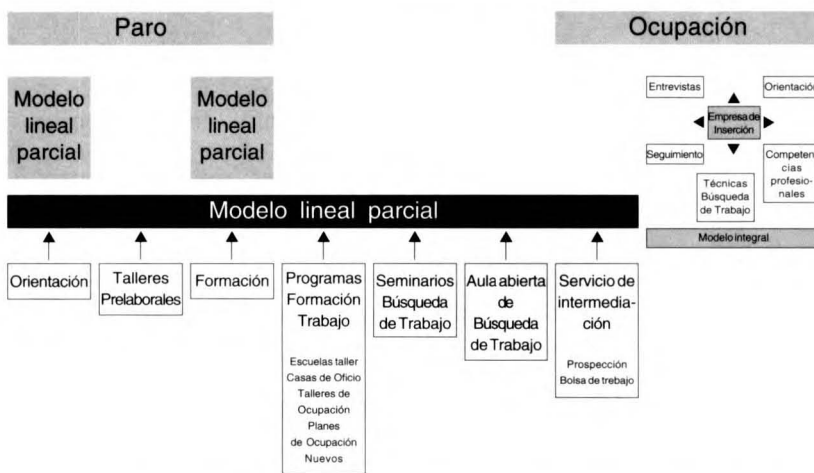 Paro
Ocupación
Modelo
lineal
parcial
Modelo
lineal
parcial
Entrevistas
Orientación
Empresa de
Inserción
Seguimiento
Competen-
cias
profesio-
nales
Técnicas
Búsqueda
de Trabajo
Modelo integral
Modelo lineal parcial
Orientación
Talleres
Prelaborales
Formación
Programas
Formación
Trabajo
Escuelas taller
Casas de Oficio
Talleres de
Ocupación
Planes
de Ocupación
Nuevos
Seminarios
Búsqueda
de Trabajo
Aula abierta
de
Búsqueda
de Trabajo
Servicio de
intermedia-
ción
Prospección
Bolsa de trebajo